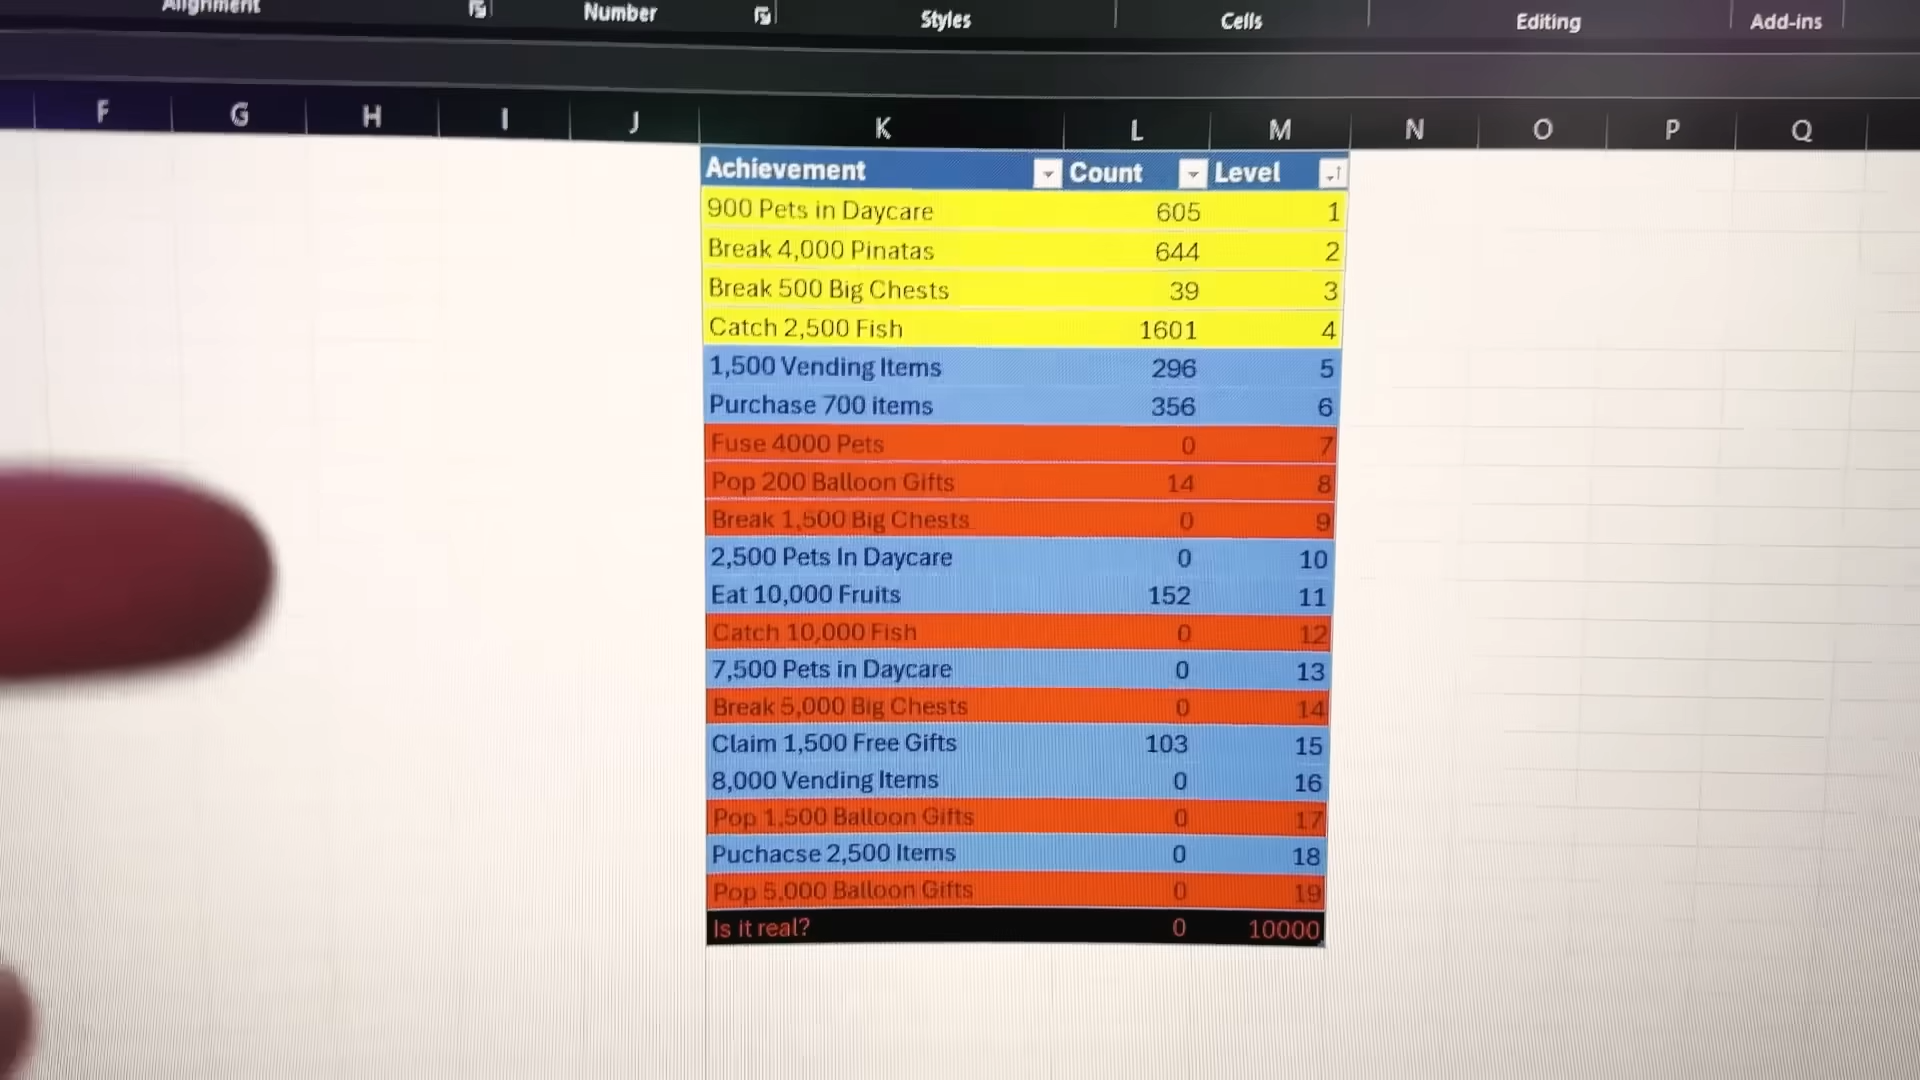 Alignment Number Styles Cells Editing Add-ins
F G H I J K L M N O P Q
Achievement Count Level
900 Pets in Daycare 605 1
Break 4,000 Pinatas 644 2
Break 500 Big Chests 39 3
Catch 2,500 Fish 1601 4
1,500 Vending Items 296 5
Purchase 700 items 356 6
Fuse 4000 Pets 0 7
Pop 200 Balloon Gifts 14 8
Break 1,500 Big Chests 0 9
2,500 Pets In Daycare 0 10
Eat 10,000 Fruits 152 11
Catch 10,000 Fish 0 12
7,500 Pets in Daycare 0 13
Break 5,000 Big Chests 0 14
Claim 1,500 Free Gifts 103 15
8,000 Vending Items 0 16
Pop 1,500 Balloon Gifts 0 17
Puchacse 2,500 Items 0 18
Pop 5,000 Balloon Gifts 0 19
Is it real? 0 10000